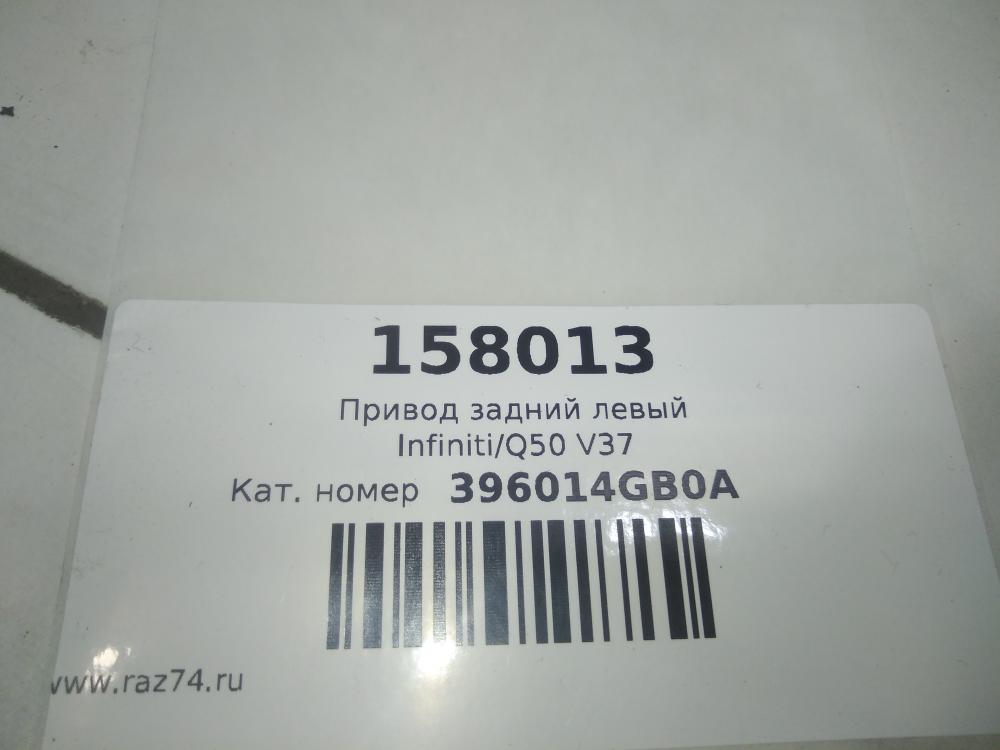 158013
Привод задний левый
Infiniti/Q50 V37
Кат. номер 396014GB0A
www.raz74.ru